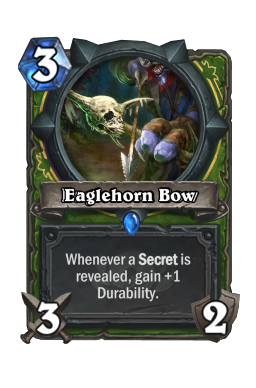 3
Eaglehorn Bow
Whenever a Secret is
revealed, gain +1
Durability.
3
2